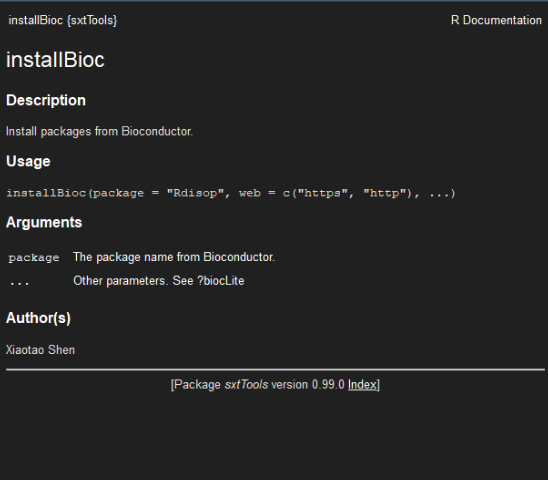 installBioc {sxtTools} R Documentation
installBioc
Description
Install packages from Bioconductor.
Usage
installBioc(package = "Rdisop", web = c("https", "http"), ...)
Arguments
package The package name from Bioconductor.
... Other parameters. See ?biocLite
Author(s)
Xiaotao Shen
[Package sxtTools version 0.99.0 Index]